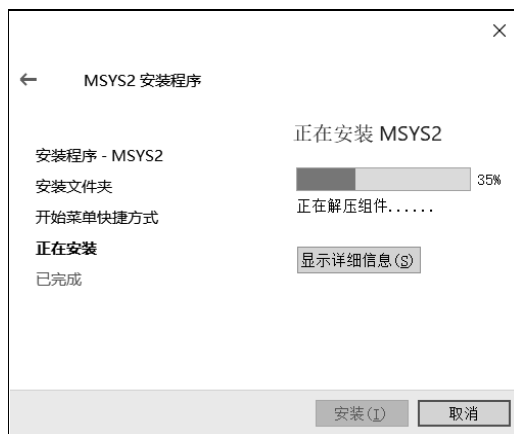 MSYS2 安装程序
安装程序 - MSYS2
安装文件夹
开始菜单快捷方式
正在安装
已完成
正在安装 MSYS2
35%
正在解压组件......
显示详细信息(S)
安装(I)
取消